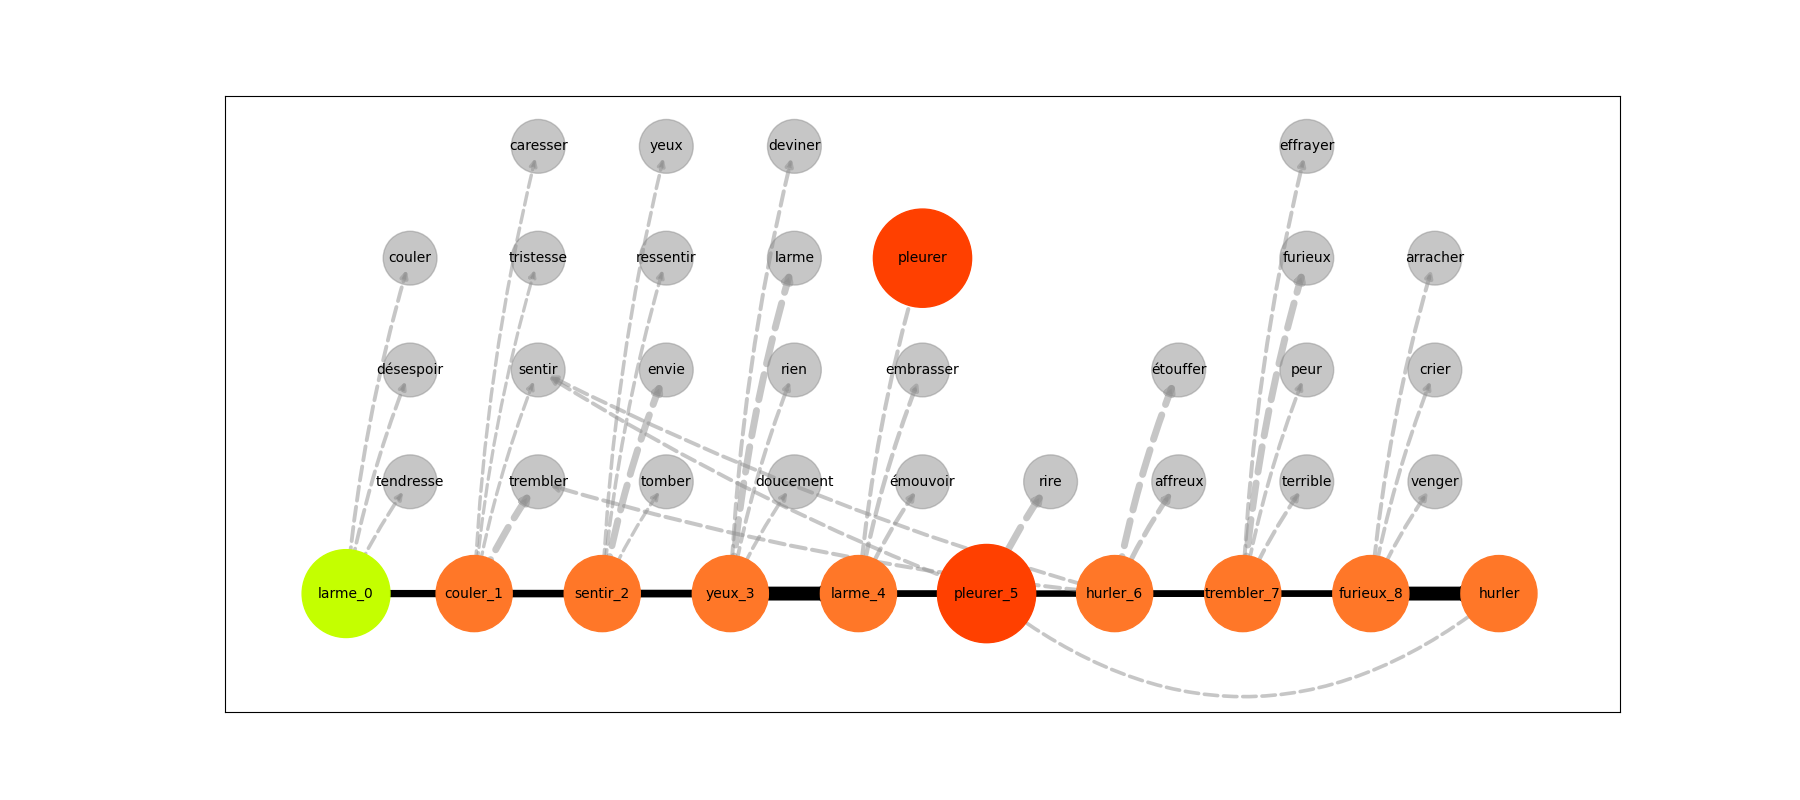 caresser yeux deviner effrayer
couler tristesse ressentir larme pleurer furieux arracher
désespoir sentir envie rien embrasser étouffer peur crier
tendresse trembler tomber doucement émouvoir rire affreux terrible venger
larme_0 couler_1 sentir_2 yeux_3 larme_4 pleurer_5 hurler_6 trembler_7 furieux_8 hurler